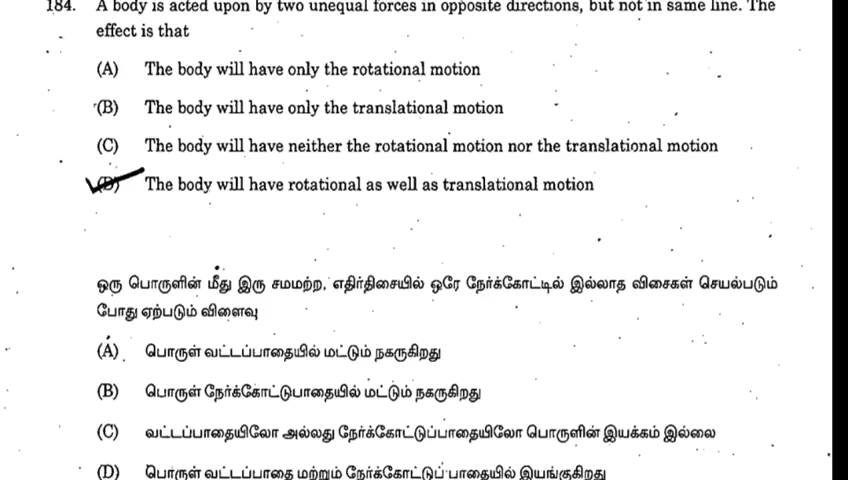 184. A body is acted upon by two unequal forces in opposite directions, but not in same line. The
effect is that
(A) The body will have only the rotational motion
(B) The body will have only the translational motion
(C) The body will have neither the rotational motion nor the translational motion
(D) The body will have rotational as well as translational motion
ஒரு பொருளின் மீது இரு சமமற்ற, எதிர்திசையில் ஒரே நேர்க்கோட்டில் இல்லாத விசைகள் செயல்படும்
போது ஏற்படும் விளைவு
(A) பொருள் வட்டப்பாதையில் மட்டும் நகருகிறது
(B) பொருள் நேர்க்கோட்டுபாதையில் மட்டும் நகருகிறது
(C) வட்டப்பாதையிலோ அல்லது நேர்க்கோட்டுப்பாதையிலோ பொருளின் இயக்கம் இல்லை
(D) பொருள் வட்டப்பாதை மற்றும் நேர்க்கோட்டுப் பாதையில் இயங்குகிறது